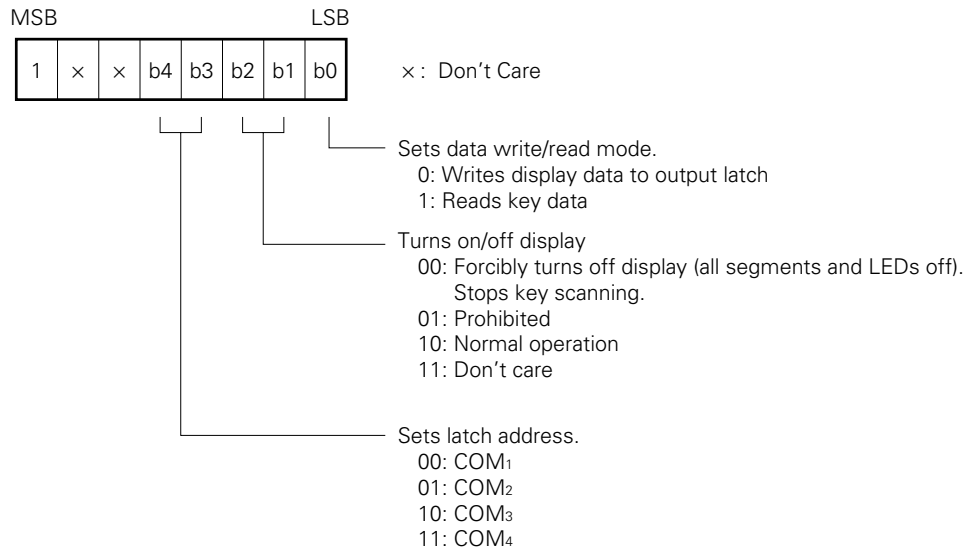 MSB LSB
1 × × b4 b3 b2 b1 b0
× : Don't Care
Sets data write/read mode.
0: Writes display data to output latch
1: Reads key data
Turns on/off display
00: Forcibly turns off display (all segments and LEDs off).
Stops key scanning.
01: Prohibited
10: Normal operation
11: Don't care
Sets latch address.
00: COM1
01: COM2
10: COM3
11: COM4